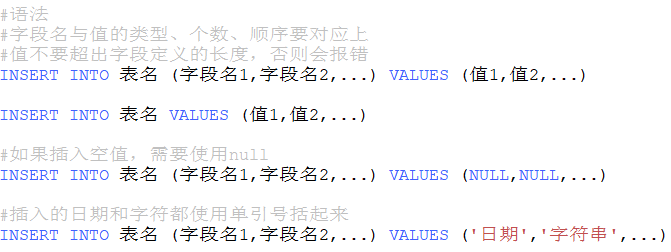 #语法
#字段名与值的类型、个数、顺序要对应上
#值不要超出字段定义的长度，否则会报错
INSERT INTO 表名 (字段名1,字段名2,...) VALUES (值1,值2,...)
INSERT INTO 表名 VALUES (值1,值2,...)
#如果插入空值，需要使用null
INSERT INTO 表名 (字段名1,字段名2,...) VALUES (NULL,NULL,...)
#插入的日期和字符都使用单引号括起来
INSERT INTO 表名 (字段名1,字段名2,...) VALUES ('日期','字符串',...)